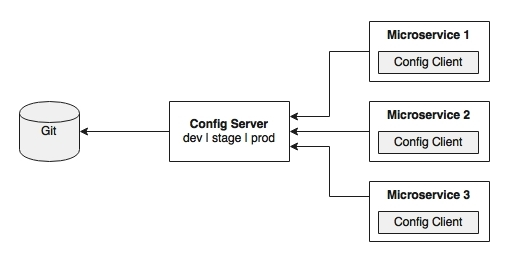 Git
Config Server
dev | stage | prod
Microservice 1
Config Client
Microservice 2
Config Client
Microservice 3
Config Client